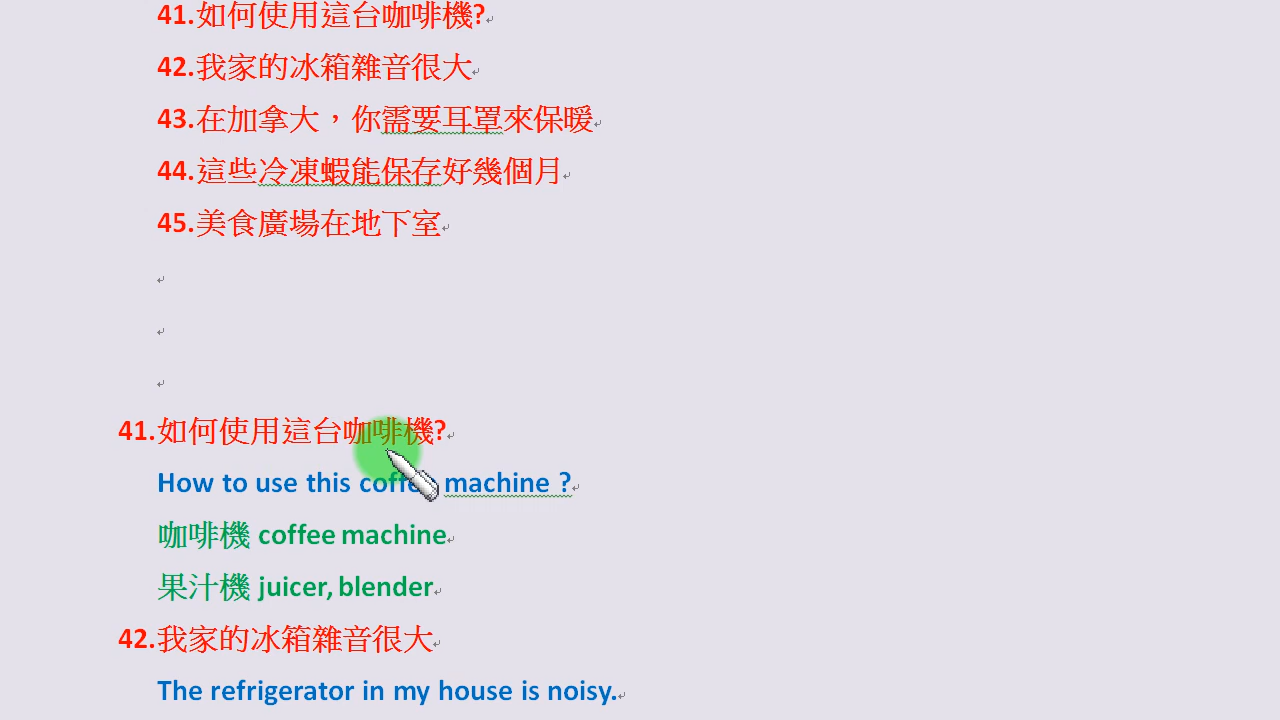 41.如何使用這台咖啡機?
42.我家的冰箱雜音很大
43.在加拿大，你需要耳罩來保暖
44.這些冷凍蝦能保存好幾個月
45.美食廣場在地下室
41.如何使用這台咖啡機?
How to use this coffee machine ?
咖啡機 coffee machine
果汁機 juicer, blender
42.我家的冰箱雜音很大
The refrigerator in my house is noisy.